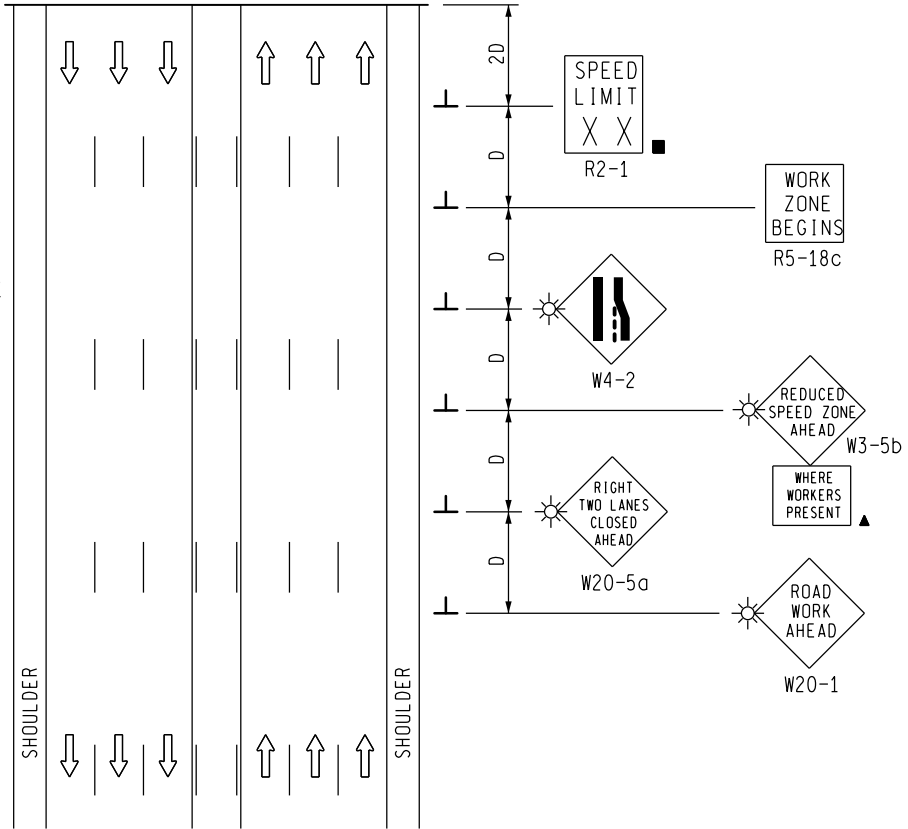 2D
SPEED
LIMIT
X X
R2-1
D
WORK
ZONE
BEGINS
R5-18c
D
W4-2
D
REDUCED
SPEED ZONE
AHEAD
W3-5b
WHERE
WORKERS
PRESENT
D
RIGHT
TWO LANES
CLOSED
AHEAD
W20-5a
D
ROAD
WORK
AHEAD
W20-1
SHOULDER
SHOULDER